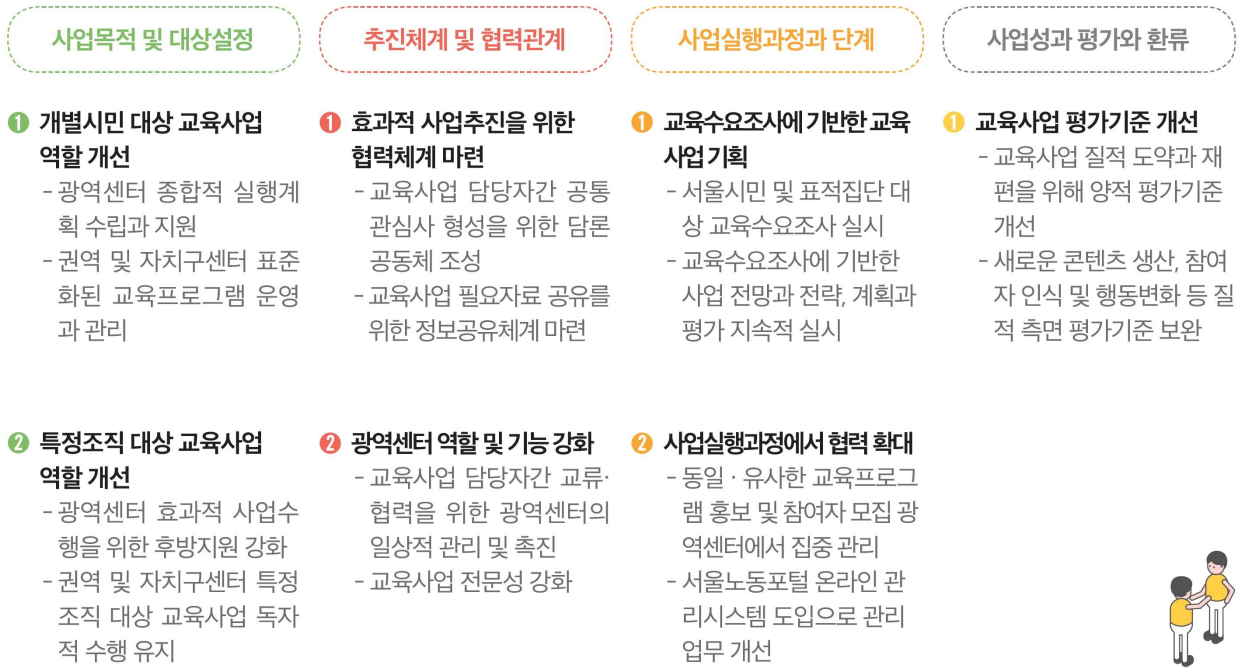 사업목적 및 대상설정
❶ 개별시민 대상 교육사업
역할 개선
- 광역센터 종합적 실행계
획 수립과 지원
- 권역 및 자치구센터 표준
화된 교육프로그램 운영
과 관리
❷ 특정조직 대상 교육사업
역할 개선
- 광역센터 효과적 사업수
행을 위한 후방지원 강화
- 권역 및 자치구센터 특정
조직 대상 교육사업 독자
적 수행 유지
추진체계 및 협력관계
❶ 효과적 사업추진을 위한
협력체계 마련
- 교육사업 담당자간 공통
관심사 형성을 위한 담론
공동체 조성
- 교육사업 필요자료 공유를
위한 정보공유체계 마련
❷ 광역센터 역할 및 기능 강화
- 교육사업 담당자간 교류·
협력을 위한 광역센터의
일상적 관리 및 촉진
- 교육사업 전문성 강화
사업실행과정과 단계
❶ 교육수요조사에 기반한 교육
사업 기획
- 서울시민 및 표적집단 대
상 교육수요조사 실시
- 교육수요조사에 기반한
사업 전망과 전략, 계획과
평가 지속적 실시
❷ 사업실행과정에서 협력 확대
- 동일 · 유사한 교육프로그
램 홍보 및 참여자 모집 광
역센터에서 집중 관리
- 서울노동포털 온라인 관
리시스템 도입으로 관리
업무 개선
사업성과 평가와 환류
❶ 교육사업 평가기준 개선
- 교육사업 질적 도약과 재
편을 위해 양적 평가기준
개선
- 새로운 콘텐츠 생산, 참여
자 인식 및 행동변화 등 질
적 측면 평가기준 보완